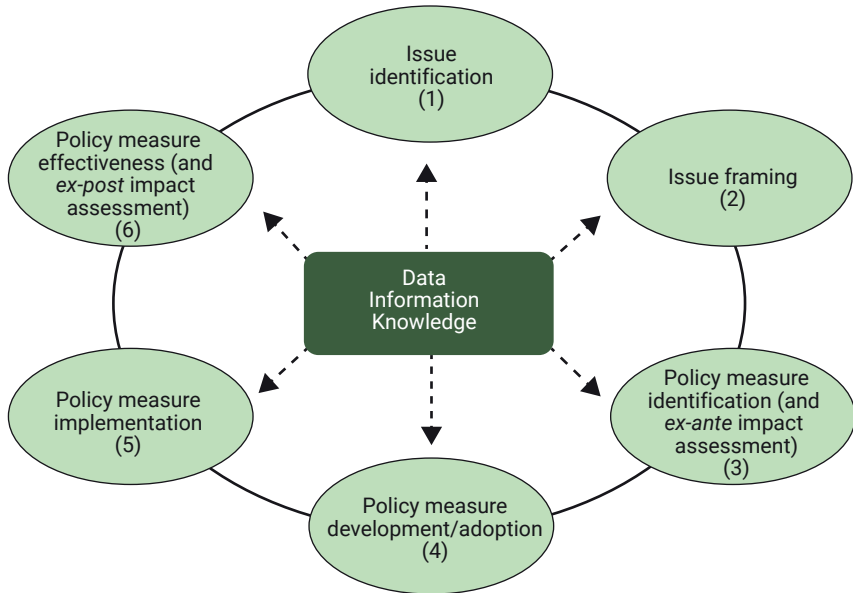 Issue
identification
(1)
Issue framing
(2)
Policy measure
identification (and
ex-ante impact
assessment)
(3)
Policy measure
development/adoption
(4)
Policy measure
implementation
(5)
Policy measure
effectiveness (and
ex-post impact
assessment)
(6)
Data
Information
Knowledge